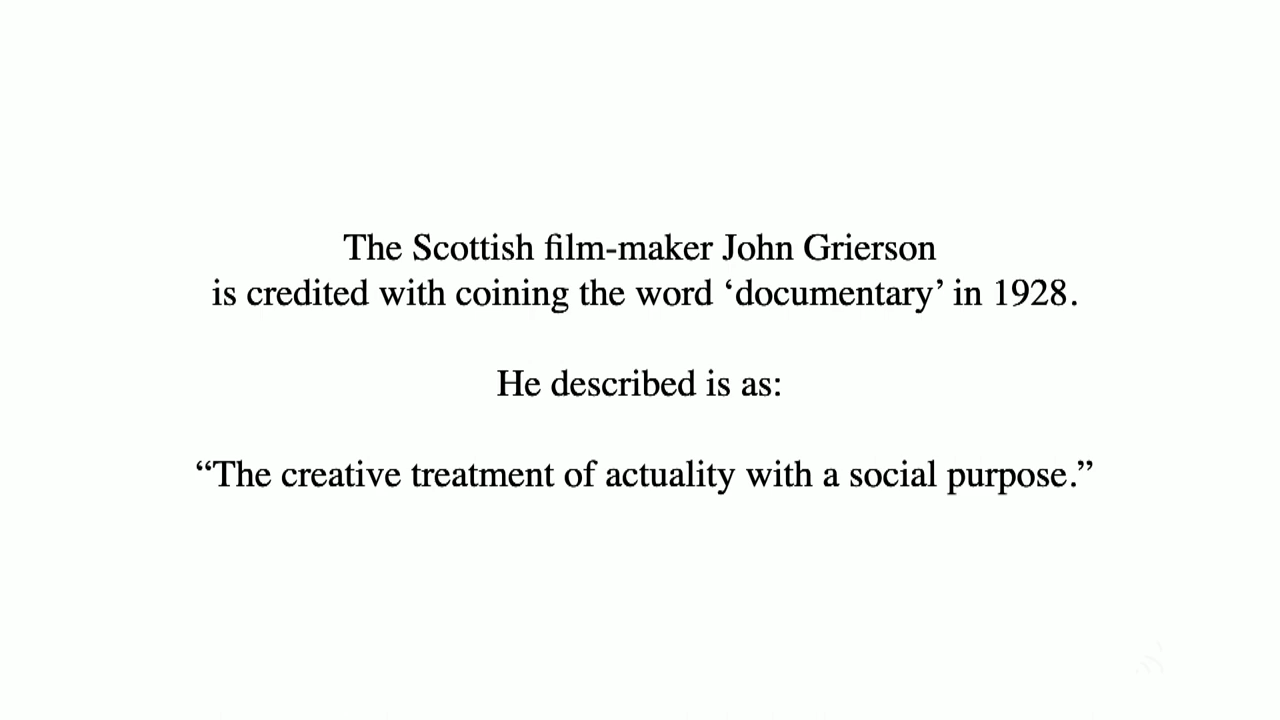 The Scottish film-maker John Grierson
is credited with coining the word ‘documentary’ in 1928.
He described is as:
“The creative treatment of actuality with a social purpose.”